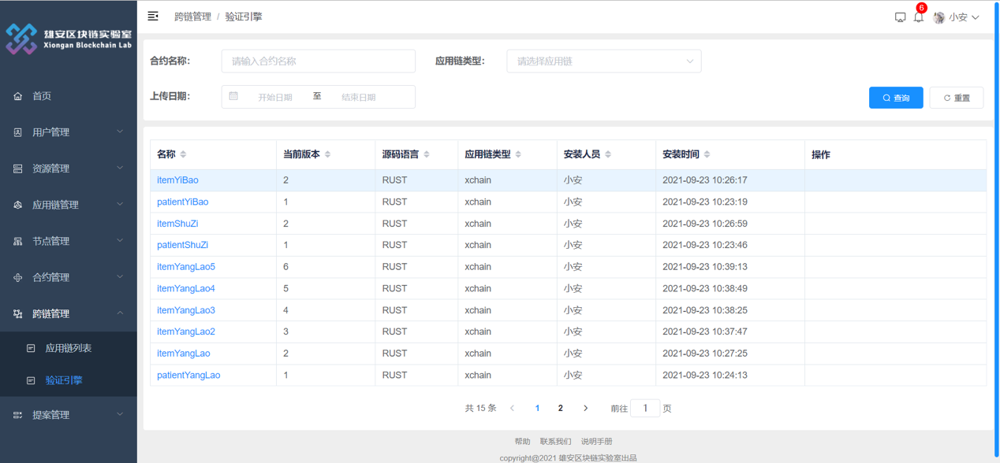 雄安区块链实验室
Xiongan Blockchain Lab
首页
用户管理
资源管理
应用链管理
节点管理
合约管理
跨链管理
应用链列表
验证引擎
提案管理
跨链管理 / 验证引擎
6
小安
合约名称: 请输入合约名称 应用链类型: 请选择应用链
上传日期: 开始日期 至 结束日期 查询 重置
名称 当前版本 源码语言 应用链类型 安装人员 安装时间 操作
itemYiBao 2 RUST xchain 小安 2021-09-23 10:26:17
patientYiBao 1 RUST xchain 小安 2021-09-23 10:23:19
itemShuZi 2 RUST xchain 小安 2021-09-23 10:26:59
patientShuZi 1 RUST xchain 小安 2021-09-23 10:23:46
itemYangLao5 6 RUST xchain 小安 2021-09-23 10:39:13
itemYangLao4 5 RUST xchain 小安 2021-09-23 10:38:49
itemYangLao3 4 RUST xchain 小安 2021-09-23 10:38:25
itemYangLao2 3 RUST xchain 小安 2021-09-23 10:37:47
itemYangLao 2 RUST xchain 小安 2021-09-23 10:27:25
patientYangLao 1 RUST xchain 小安 2021-09-23 10:24:13
共 15 条 1 2 前往 1 页
帮助 联系我们 说明手册
copyright@2021 雄安区块链实验室出品